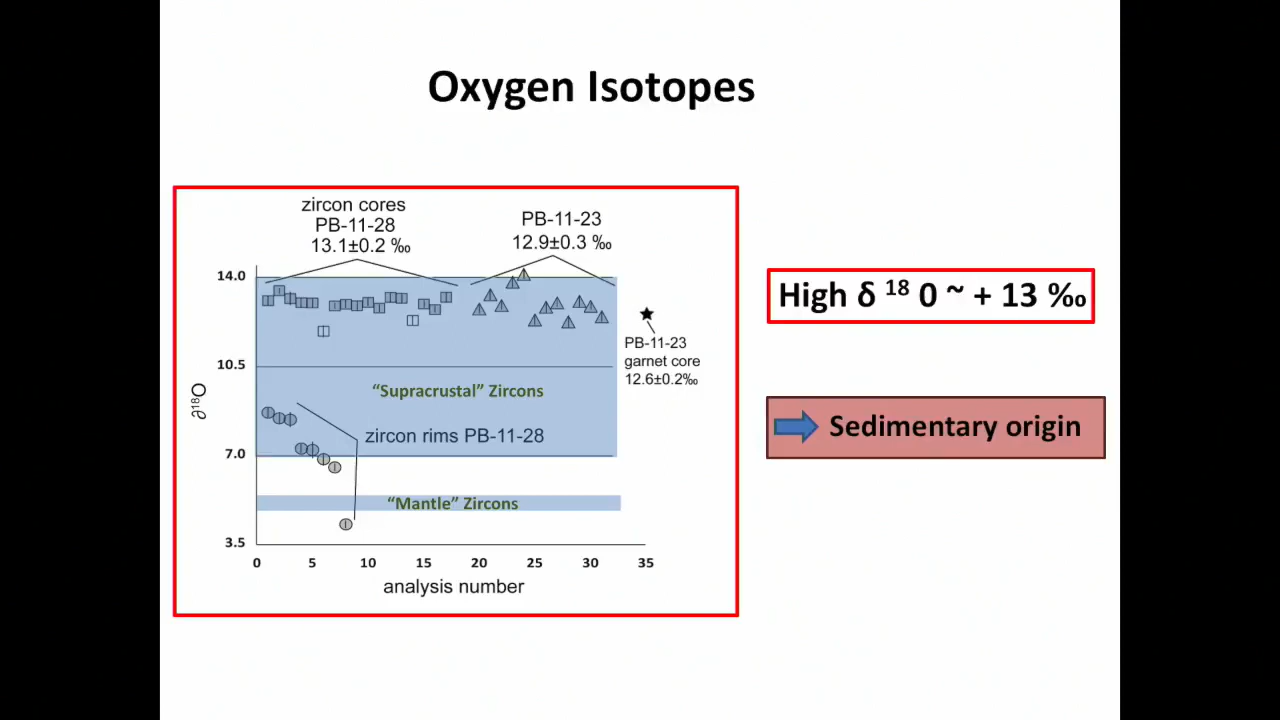 Oxygen Isotopes
zircon cores
PB-11-28
13.1±0.2 ‰
PB-11-23
12.9±0.3 ‰
14.0
10.5
7.0
3.5
∂18O
"Supracrustal" Zircons
zircon rims PB-11-28
"Mantle" Zircons
PB-11-23
garnet core
12.6±0.2‰
0 5 10 15 20 25 30 35
analysis number
High δ 18 0 ~ + 13 ‰
Sedimentary origin